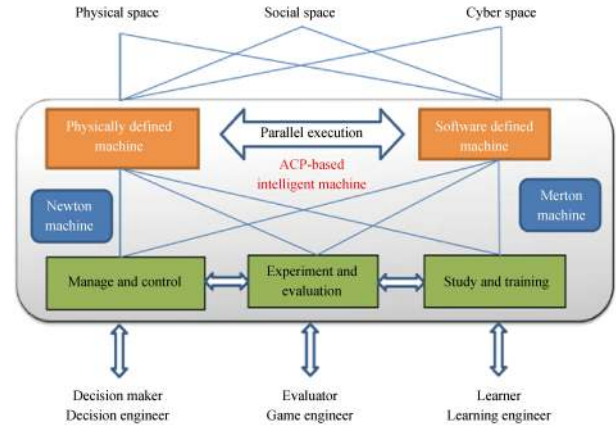 Physical space
Social space
Cyber space
Physically defined
machine
Parallel execution
Software defined
machine
ACP-based
intelligent machine
Newton
machine
Merton
machine
Manage and control
Experiment and
evaluation
Study and training
Decision maker
Decision engineer
Evaluator
Game engineer
Learner
Learning engineer